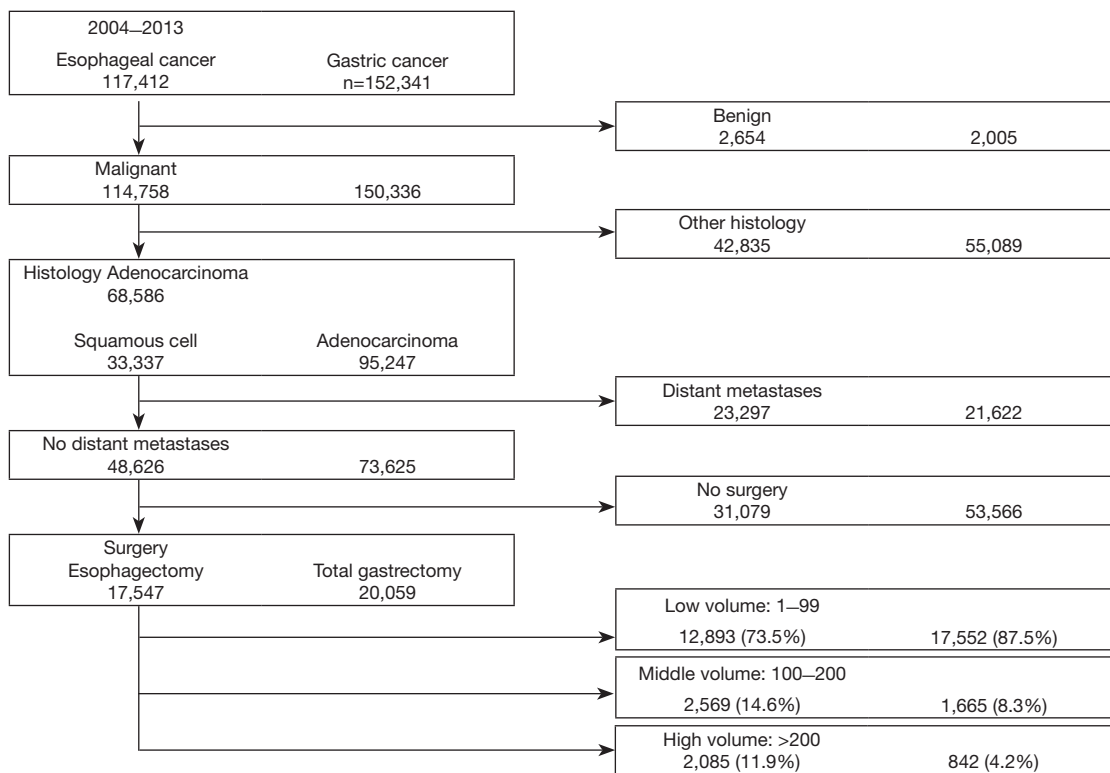 2004–2013
Esophageal cancer Gastric cancer
117,412 n=152,341
Benign
2,654 2,005
Malignant
114,758 150,336
Other histology
42,835 55,089
Histology Adenocarcinoma
68,586
Squamous cell Adenocarcinoma
33,337 95,247
Distant metastases
23,297 21,622
No distant metastases
48,626 73,625
No surgery
31,079 53,566
Surgery
Esophagectomy Total gastrectomy
17,547 20,059
Low volume: 1–99
12,893 (73.5%) 17,552 (87.5%)
Middle volume: 100–200
2,569 (14.6%) 1,665 (8.3%)
High volume: >200
2,085 (11.9%) 842 (4.2%)